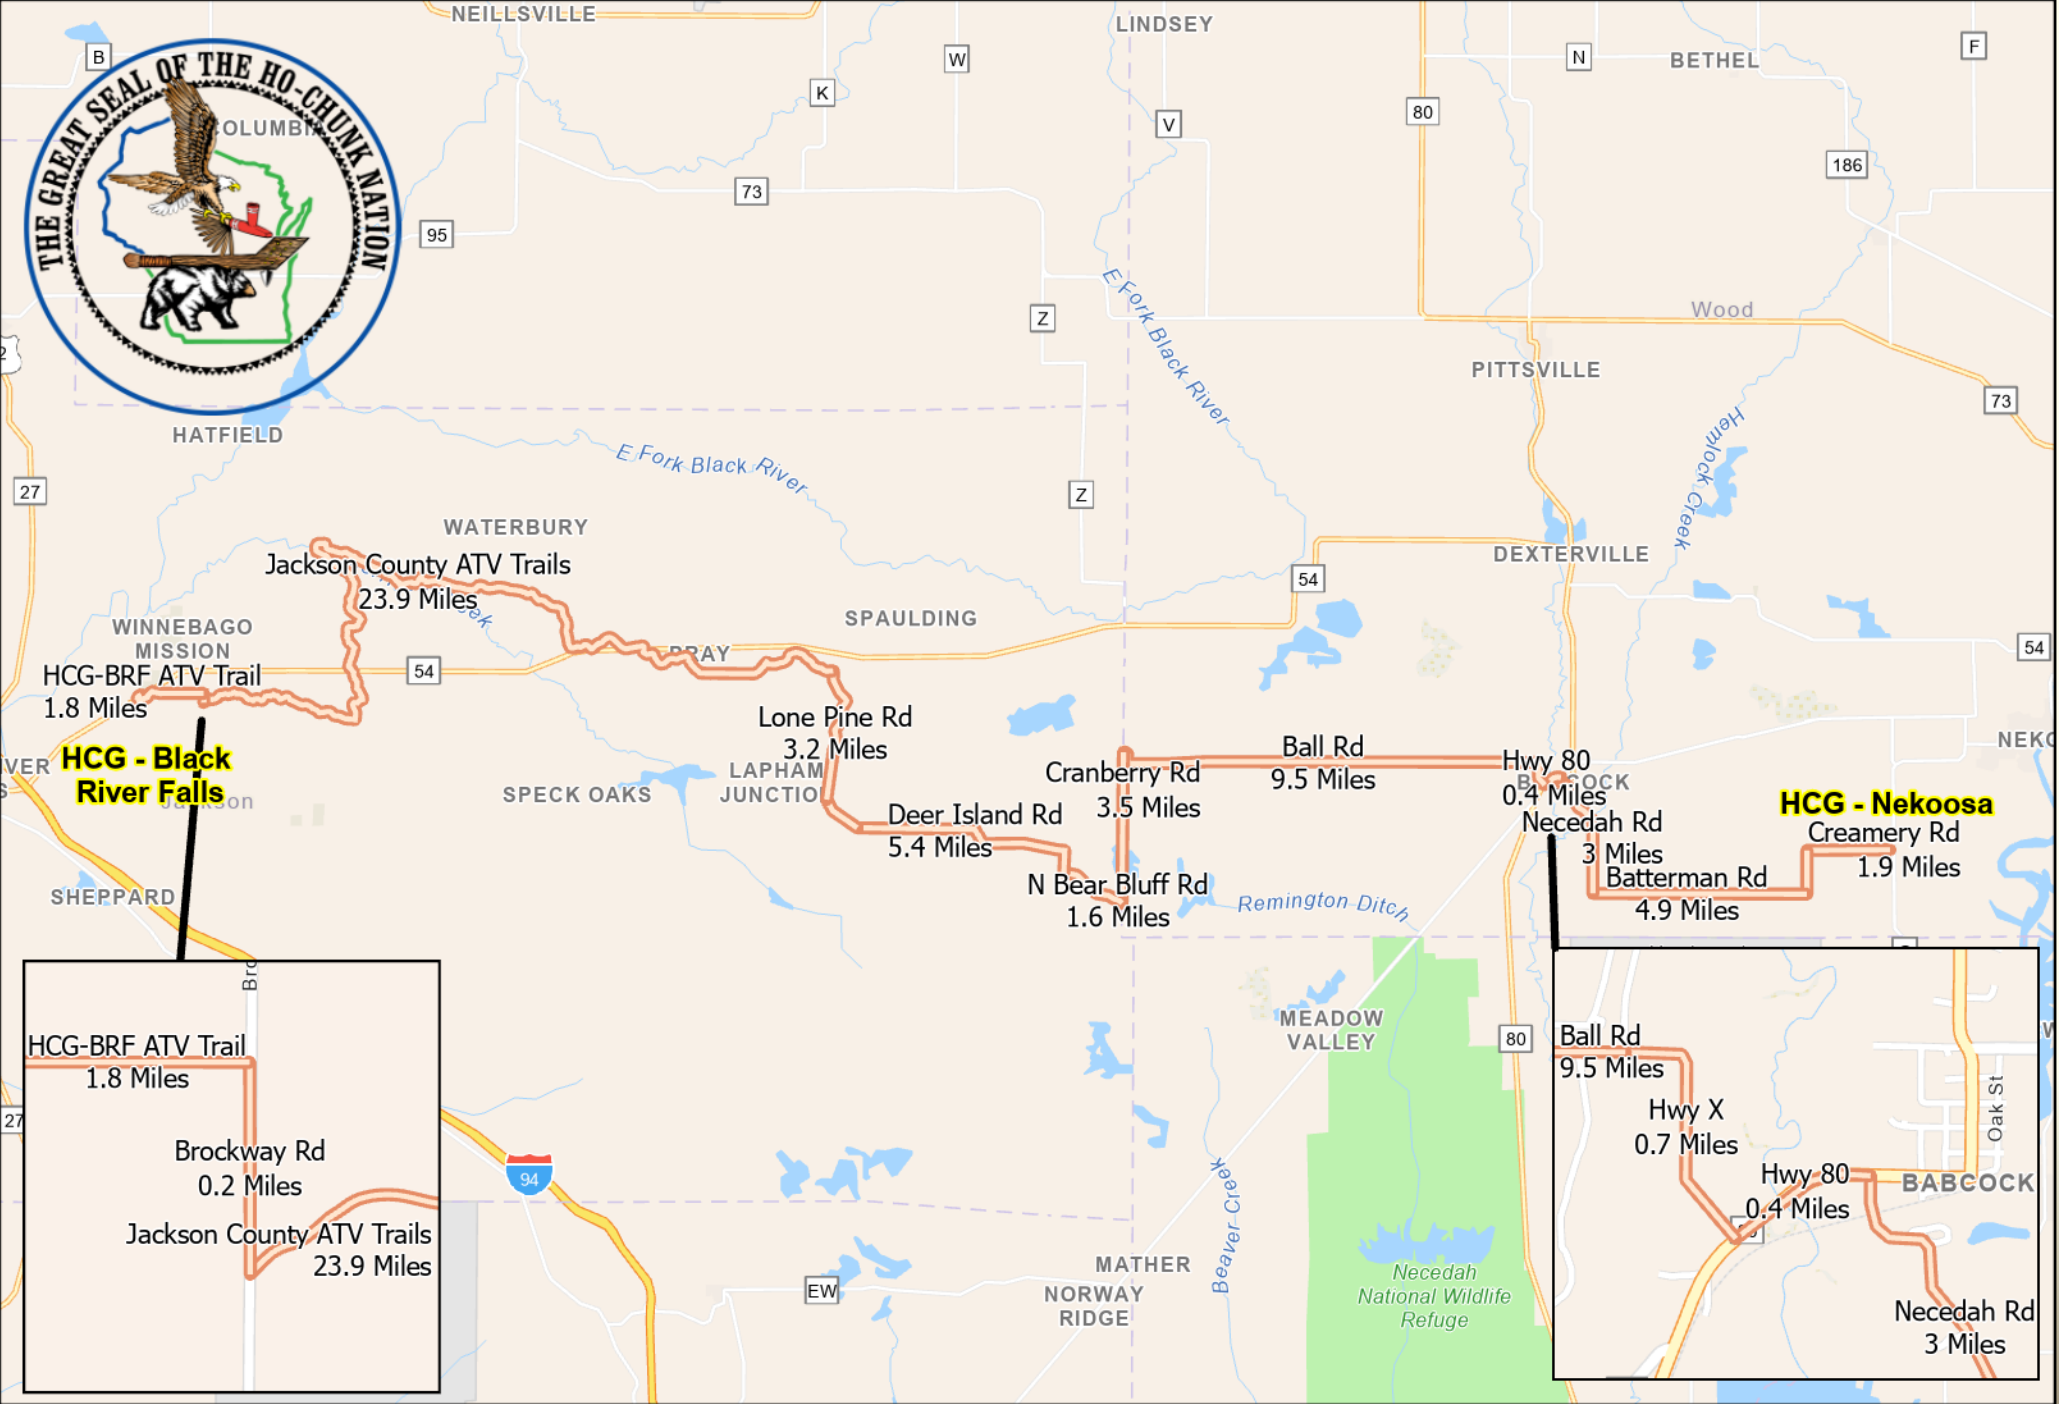 NEILLSVILLE
LINDSEY
BETHEL
B
W
K
V
80
N
F
186
THE GREAT SEAL OF THE HO-CHUNK NATION
73
95
Z
E Fork Black River
Wood
PITTSVILLE
73
HATFIELD
E Fork Black River
Hemlock Creek
27
Z
WATERBURY
DEXTERVILLE
54
Jackson County ATV Trails
23.9 Miles
SPAULDING
WINNEBAGO
MISSION
BRAY
54
54
HCG-BRF ATV Trail
1.8 Miles
Lone Pine Rd
3.2 Miles
HCG - Black
River Falls
Jackson
SPECK OAKS
LAPHAM
Deer Island Rd
5.4 Miles
Cranberry Rd
3.5 Miles
N Bear Bluff Rd
1.6 Miles
Ball Rd
9.5 Miles
Hwy 80
0.4 Miles
Necedah Rd
3 Miles
Batterman Rd
4.9 Miles
HCG - Nekoosa
Creamery Rd
1.9 Miles
SHEPPARD
Remington Ditch
MEADOW
VALLEY
80
27
94
EW
MATHER
NORWAY
RIDGE
Beaver Creek
Necedah
National Wildlife
Refuge
HCG-BRF ATV Trail
1.8 Miles
Brockway Rd
0.2 Miles
Jackson County ATV Trails
23.9 Miles
Ball Rd
9.5 Miles
Hwy X
0.7 Miles
Hwy 80
0.4 Miles
Oak St
BABCOCK
Necedah Rd
3 Miles